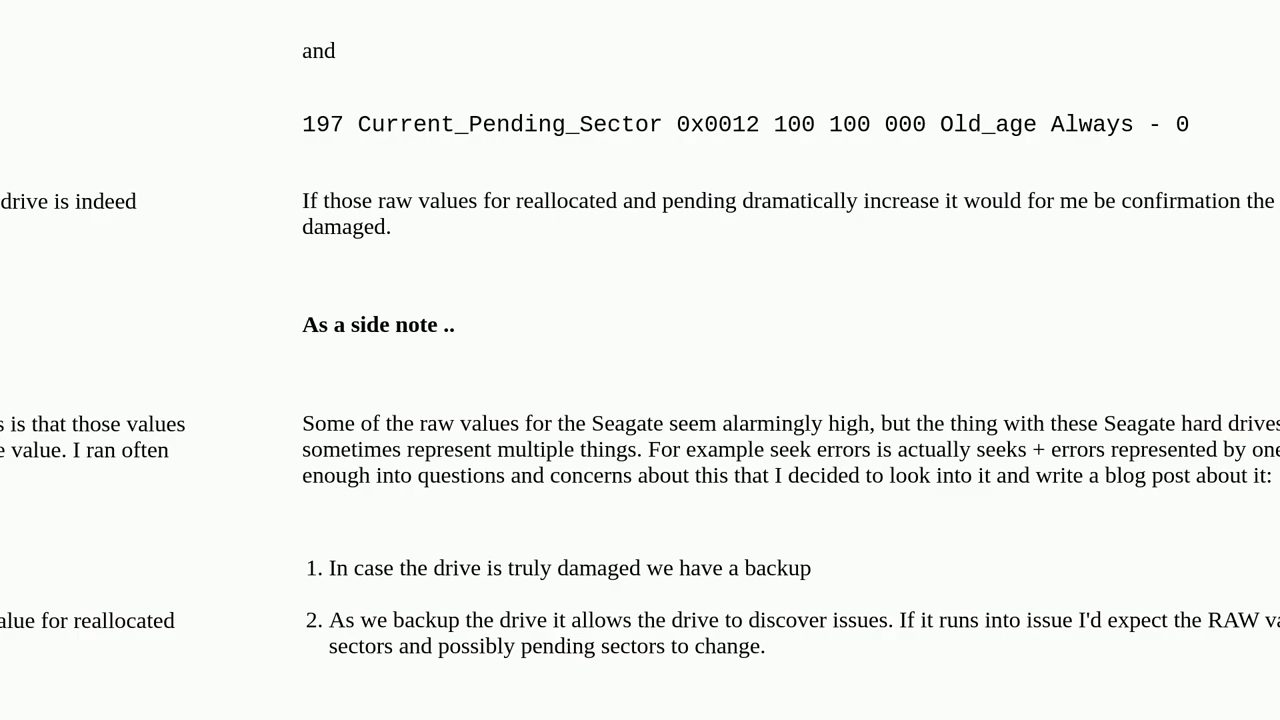 and
197 Current_Pending_Sector 0x0012 100 100 000 Old_age Always - 0
drive is indeed
If those raw values for reallocated and pending dramatically increase it would for me be confirmation the
damaged.
As a side note ..
s is that those values
e value. I ran often
Some of the raw values for the Seagate seem alarmingly high, but the thing with these Seagate hard drives
sometimes represent multiple things. For example seek errors is actually seeks + errors represented by one
enough into questions and concerns about this that I decided to look into it and write a blog post about it:
1. In case the drive is truly damaged we have a backup
alue for reallocated
2. As we backup the drive it allows the drive to discover issues. If it runs into issue I'd expect the RAW va
sectors and possibly pending sectors to change.